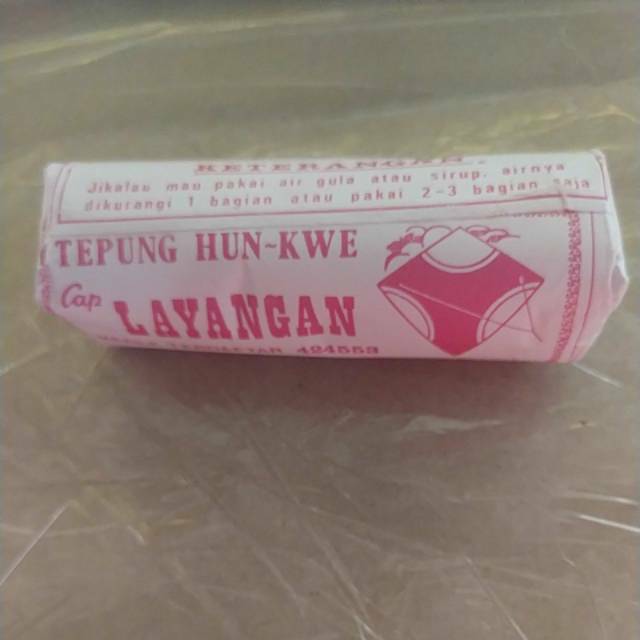 KETERANGAN.
Jikalau mau pakai air gula atau sirup. airnya
dikurangi 1 bagian atau pakai 2-3 bagian saja
TEPUNG HUN~KWE
Cap LAYANGAN
424553